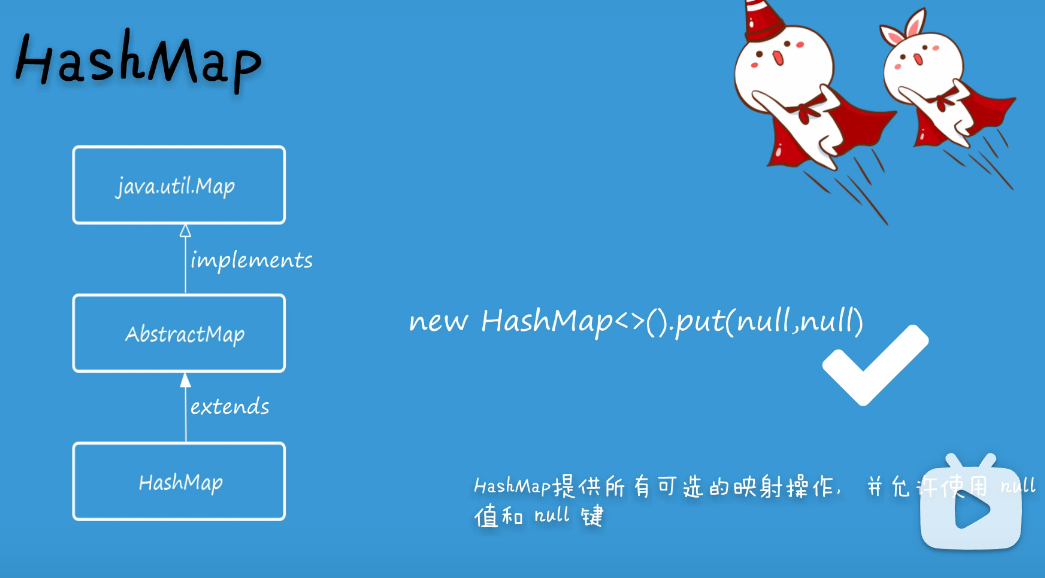 HashMap
java.util.Map
implements
AbstractMap
new HashMap<>().put(null,null)
extends
HashMap
HashMap提供所有可选的映射操作, 并允许使用 null
值和 null 键